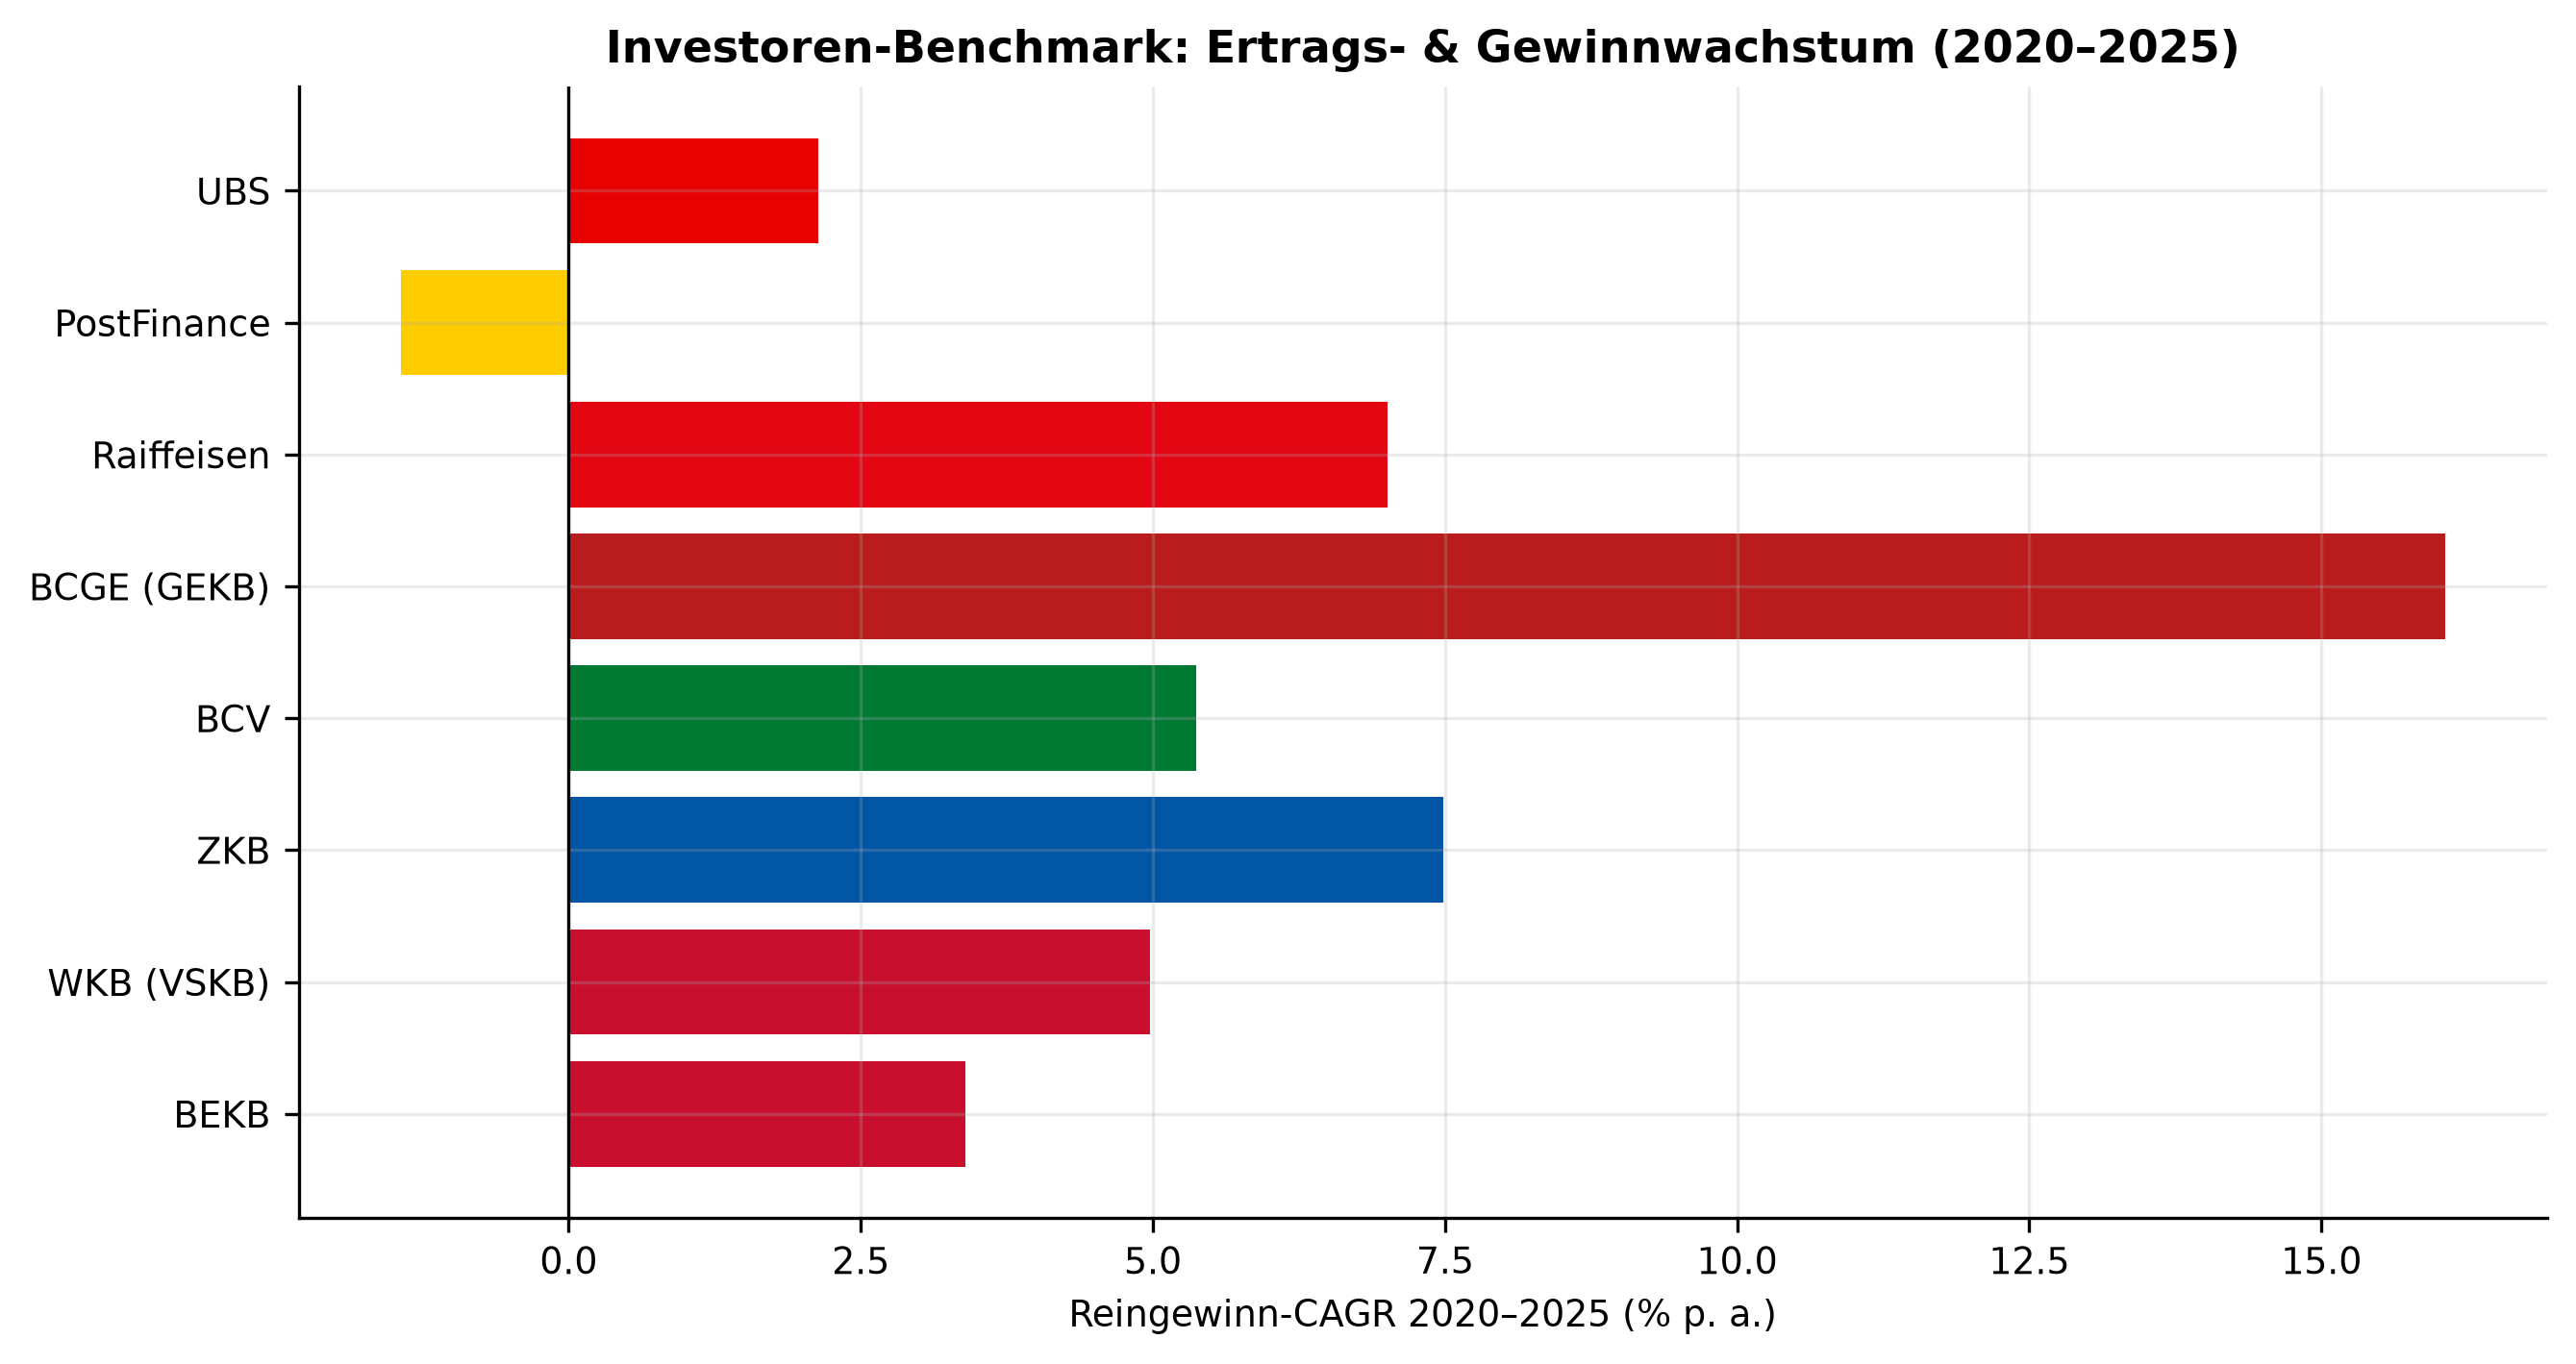 Investoren-Benchmark: Ertrags- & Gewinnwachstum (2020–2025)
UBS
PostFinance
Raiffeisen
BCGE (GEKB)
BCV
ZKB
WKB (VSKB)
BEKB
0.0 2.5 5.0 7.5 10.0 12.5 15.0
Reingewinn-CAGR 2020–2025 (% p. a.)